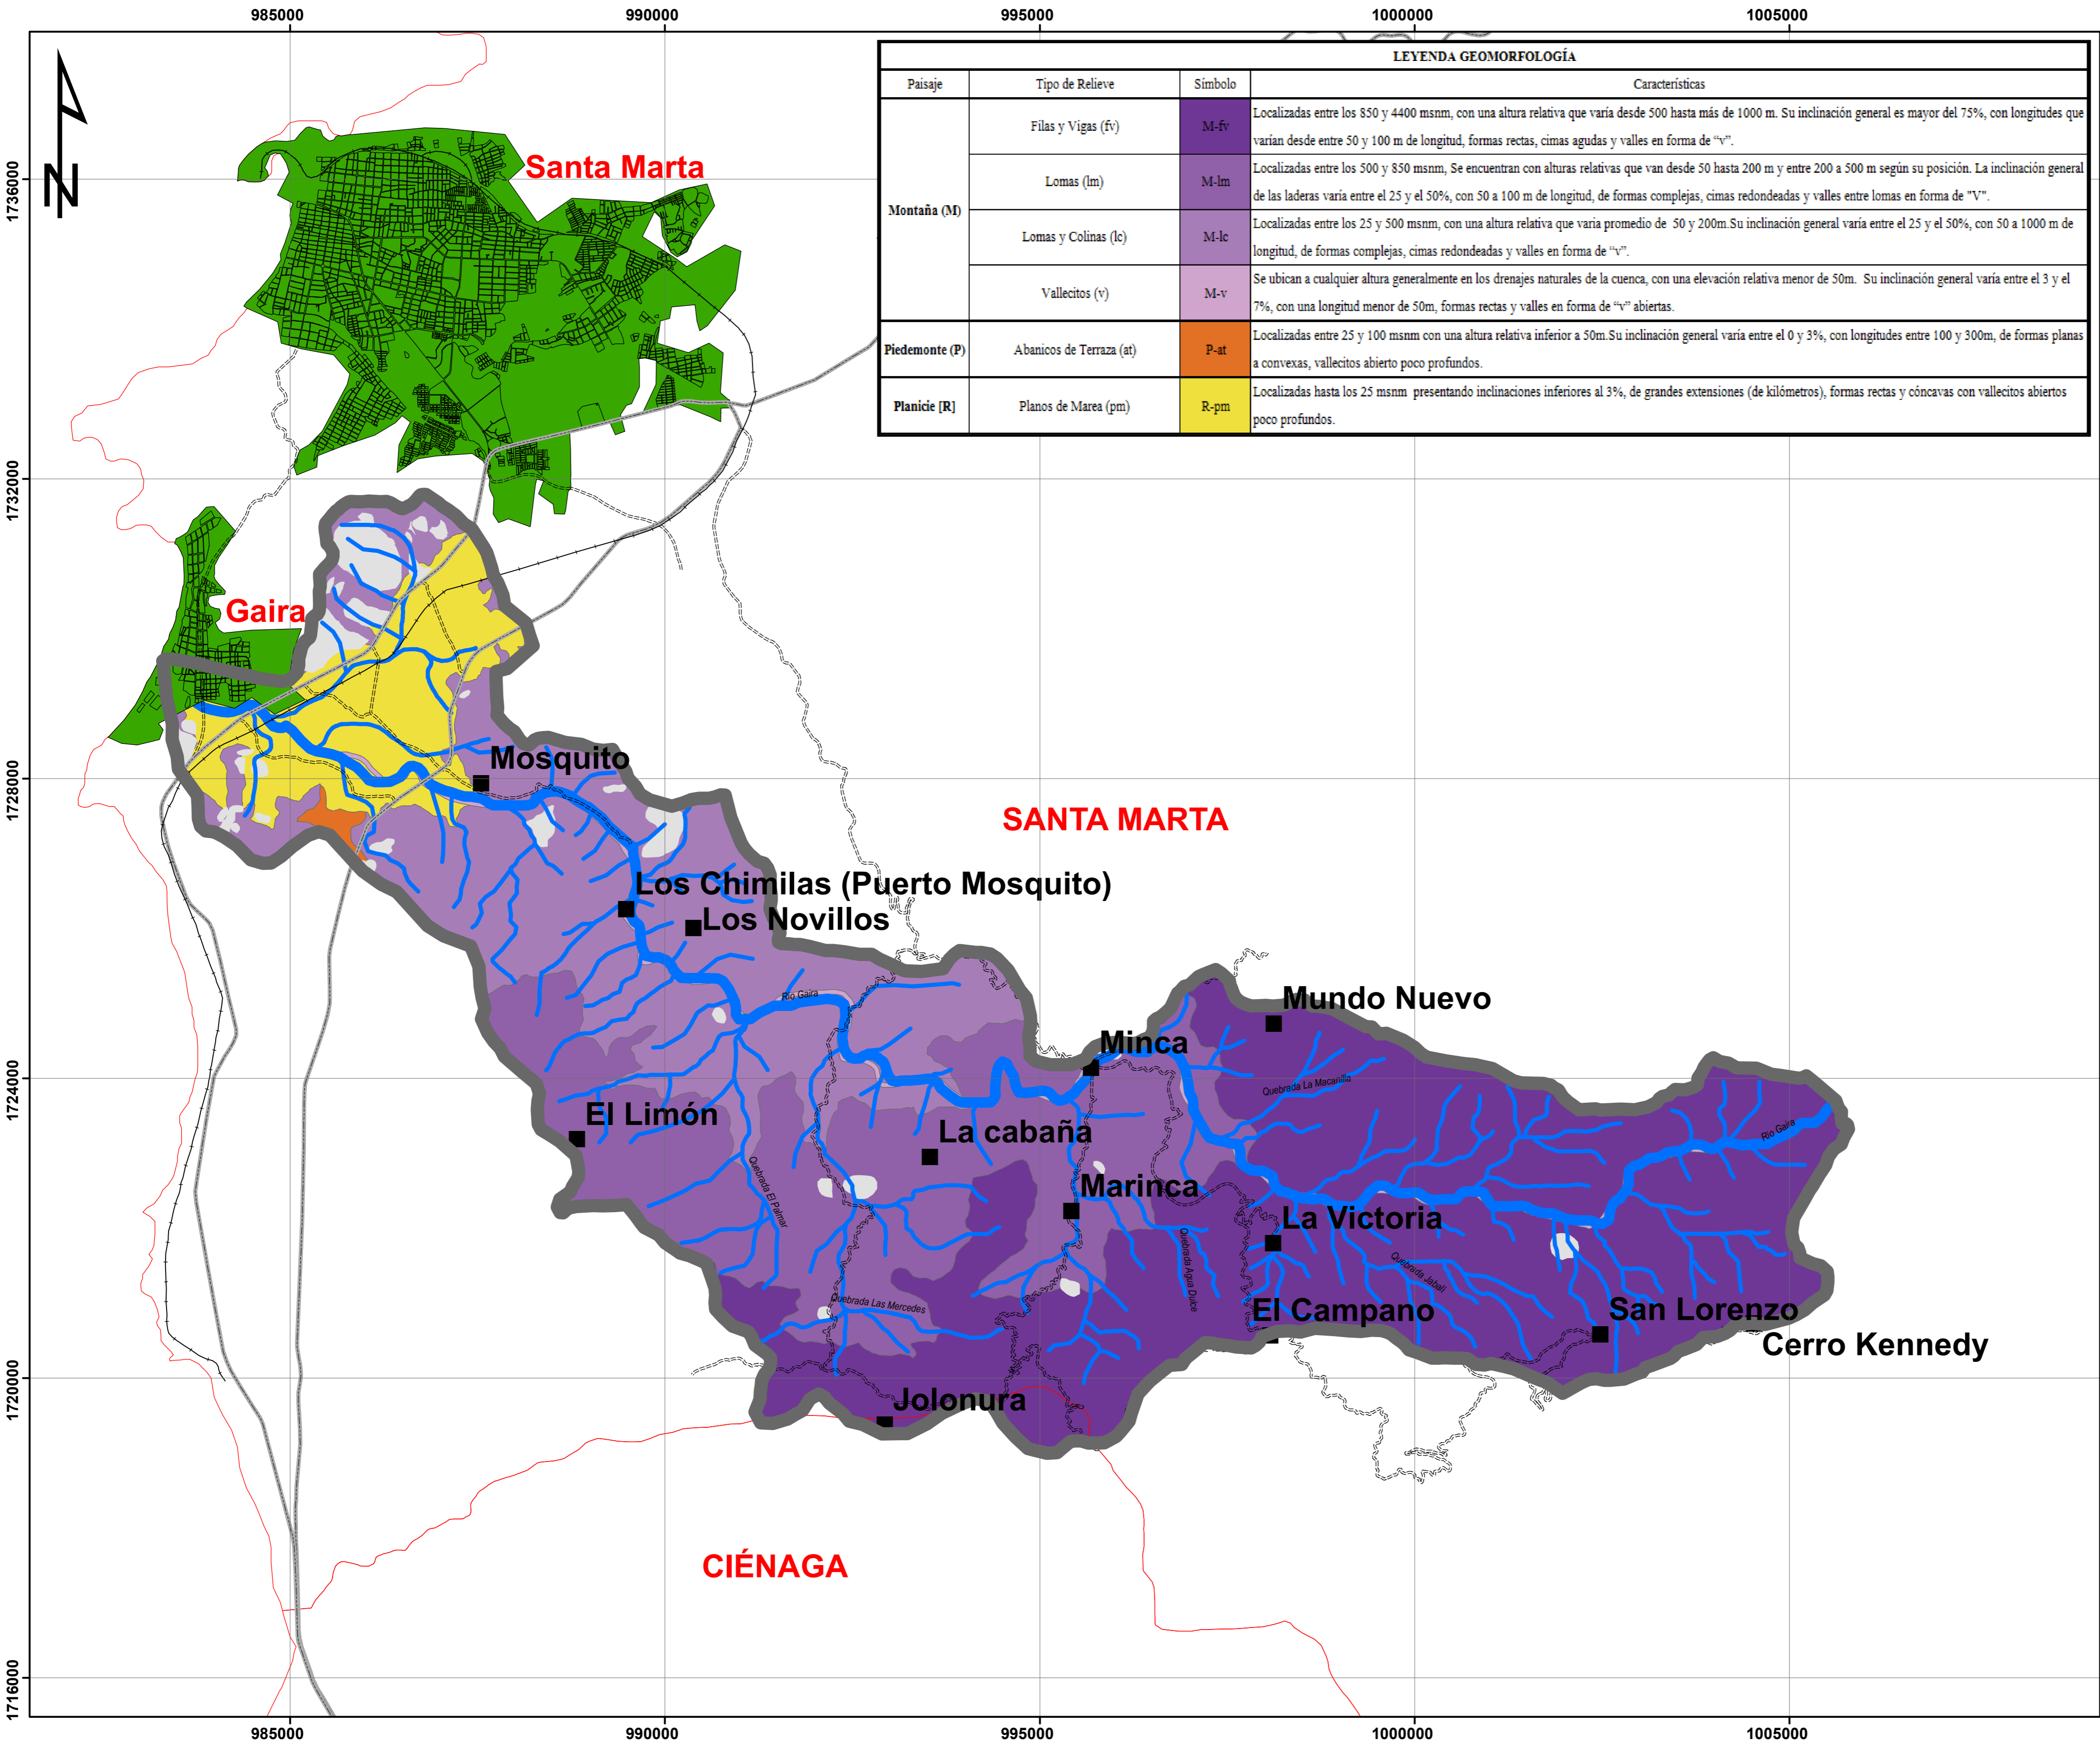 985000
990000
995000
1000000
1005000
LEYENDA GEOMORFOLOGÍA
Paisaje
Tipo de Relieve
Símbolo
Características
Montaña (M)
Filas y Vigas (fv)
M-fv
Localizadas entre los 850 y 4400 msnm, con una altura relativa que varía desde 500 hasta más de 1000 m. Su inclinación general es mayor del 75%, con longitudes que
varían desde entre 50 y 100 m de longitud, formas rectas, cimas agudas y valles en forma de “v”.
Lomas (lm)
M-lm
Localizadas entre los 500 y 850 msnm, Se encuentran con alturas relativas que van desde 50 hasta 200 m y entre 200 a 500 m según su posición. La inclinación general
de las laderas varía entre el 25 y el 50%, con 50 a 100 m de longitud, de formas complejas, cimas redondeadas y valles entre lomas en forma de "V".
Lomas y Colinas (lc)
M-lc
Localizadas entre los 25 y 500 msnm, con una altura relativa que varia promedio de 50 y 200m.Su inclinación general varía entre el 25 y el 50%, con 50 a 1000 m de
longitud, de formas complejas, cimas redondeadas y valles en forma de “v”.
Vallecitos (v)
M-v
Se ubican a cualquier altura generalmente en los drenajes naturales de la cuenca, con una elevación relativa menor de 50m. Su inclinación general varía entre el 3 y el
7%, con una longitud menor de 50m, formas rectas y valles en forma de “v” abiertas.
Piedemonte (P)
Abanicos de Terraza (at)
P-at
Localizadas entre 25 y 100 msnm con una altura relativa inferior a 50m.Su inclinación general varía entre el 0 y 3%, con longitudes entre 100 y 300m, de formas planas
a convexas, vallecitos abierto poco profundos.
Planicie [R]
Planos de Marea (pm)
R-pm
Localizadas hasta los 25 msnm presentando inclinaciones inferiores al 3%, de grandes extensiones (de kilómetros), formas rectas y cóncavas con vallecitos abiertos
poco profundos.
N
1736000
1732000
1728000
1724000
1720000
1716000
Santa Marta
Gaira
Mosquito
SANTA MARTA
Los Chimilas (Puerto Mosquito)
Los Novillos
Rio Gaira
Mundo Nuevo
Minca
Quebrada La Macanilla
El Limón
La cabaña
Rio Gaira
Quebrada El Palmar
Marinca
La Victoria
Quebrada Agua Dulce
Quebrada Jabalí
Quebrada Las Mercedes
El Campano
San Lorenzo
Cerro Kennedy
Jolonura
CIÉNAGA
985000
990000
995000
1000000
1005000